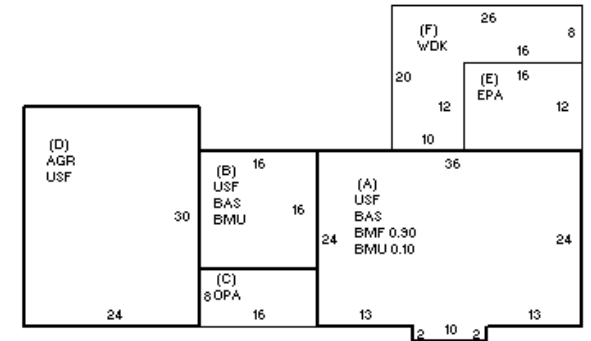 26
(F)
WDK
8
16
20
(E) 16
EPA
12
12
10
(D)
AGR
USF
30
24
(B) 16
USF
BAS
BMU
16
(C)
8 OPA
16
36
(A)
USF
BAS
BMF 0.90
BMU 0.10
24
24
13
13
2 10 2